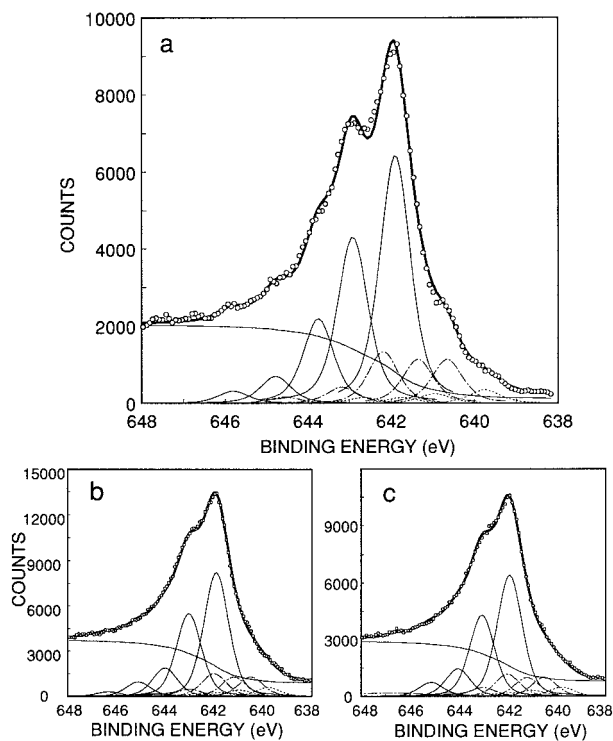 a
10000
8000
6000
4000
2000
0
COUNTS
648 646 644 642 640 638
BINDING ENERGY (eV)
b
15000
12000
9000
6000
3000
0
COUNTS
648 646 644 642 640 638
BINDING ENERGY (eV)
c
9000
6000
3000
0
648 646 644 642 640 638
BINDING ENERGY (eV)